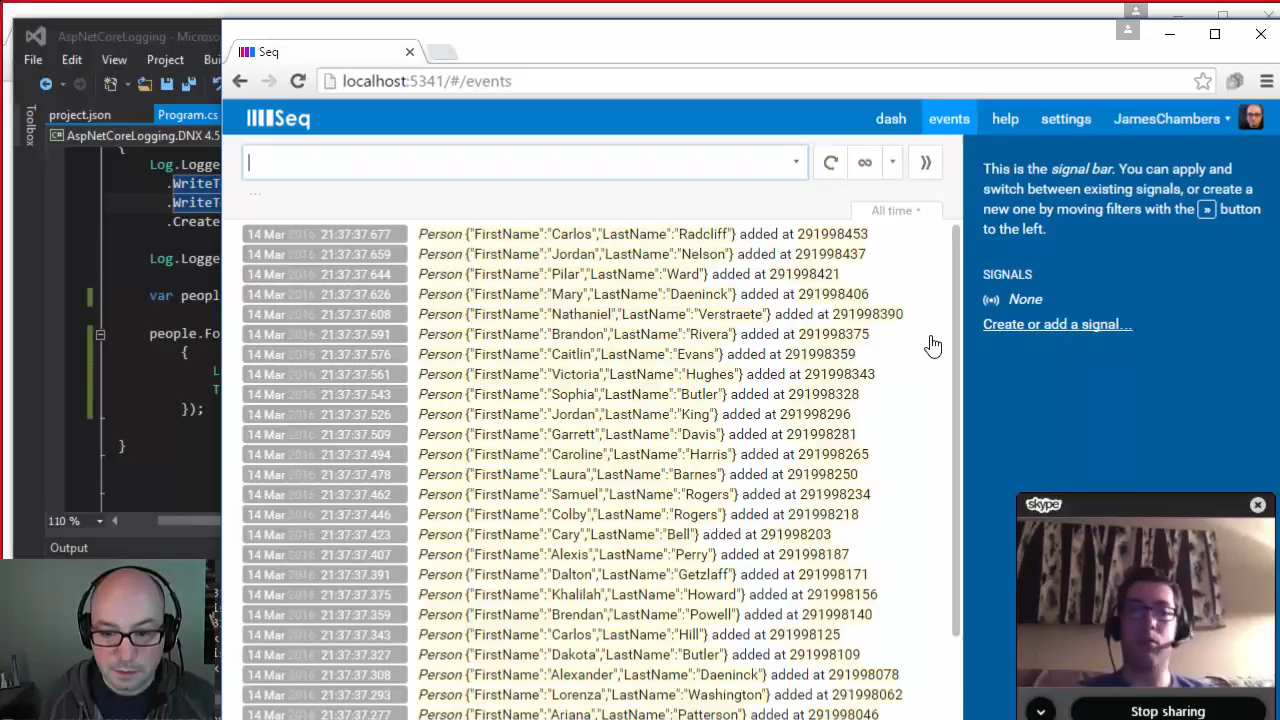 AspNetCoreLogging - Micros
File Edit View Project Bu
project.json Program.cs
AspNetCoreLogging.DNX 4.5
Toolbox
{
Log.Logge
.WriteT
.WriteT
.Create
Log.Logge
var peopl
people.Fo
{
L
T
});
}
110 %
Output
Seq
localhost:5341/#/events
Seq
dash events help settings JamesChambers
...
All time
14 Mar 2016 21:37:37.677 Person {"FirstName":"Carlos","LastName":"Radcliff"} added at 291998453
14 Mar 2016 21:37:37.659 Person {"FirstName":"Jordan","LastName":"Nelson"} added at 291998437
14 Mar 2016 21:37:37.644 Person {"FirstName":"Pilar","LastName":"Ward"} added at 291998421
14 Mar 2016 21:37:37.626 Person {"FirstName":"Mary","LastName":"Daeninck"} added at 291998406
14 Mar 2016 21:37:37.608 Person {"FirstName":"Nathaniel","LastName":"Verstraete"} added at 291998390
14 Mar 2016 21:37:37.591 Person {"FirstName":"Brandon","LastName":"Rivera"} added at 291998375
14 Mar 2016 21:37:37.576 Person {"FirstName":"Caitlin","LastName":"Evans"} added at 291998359
14 Mar 2016 21:37:37.561 Person {"FirstName":"Victoria","LastName":"Hughes"} added at 291998343
14 Mar 2016 21:37:37.543 Person {"FirstName":"Sophia","LastName":"Butler"} added at 291998328
14 Mar 2016 21:37:37.526 Person {"FirstName":"Jordan","LastName":"King"} added at 291998296
14 Mar 2016 21:37:37.509 Person {"FirstName":"Garrett","LastName":"Davis"} added at 291998281
14 Mar 2016 21:37:37.494 Person {"FirstName":"Caroline","LastName":"Harris"} added at 291998265
14 Mar 2016 21:37:37.478 Person {"FirstName":"Laura","LastName":"Barnes"} added at 291998250
14 Mar 2016 21:37:37.462 Person {"FirstName":"Samuel","LastName":"Rogers"} added at 291998234
14 Mar 2016 21:37:37.446 Person {"FirstName":"Colby","LastName":"Rogers"} added at 291998218
14 Mar 2016 21:37:37.423 Person {"FirstName":"Cary","LastName":"Bell"} added at 291998203
14 Mar 2016 21:37:37.407 Person {"FirstName":"Alexis","LastName":"Perry"} added at 291998187
14 Mar 2016 21:37:37.391 Person {"FirstName":"Dalton","LastName":"Getzlaff"} added at 291998171
14 Mar 2016 21:37:37.375 Person {"FirstName":"Khalilah","LastName":"Howard"} added at 291998156
14 Mar 2016 21:37:37.359 Person {"FirstName":"Brendan","LastName":"Powell"} added at 291998140
14 Mar 2016 21:37:37.343 Person {"FirstName":"Carlos","LastName":"Hill"} added at 291998125
14 Mar 2016 21:37:37.327 Person {"FirstName":"Dakota","LastName":"Butler"} added at 291998109
14 Mar 2016 21:37:37.308 Person {"FirstName":"Alexander","LastName":"Daeninck"} added at 291998078
14 Mar 2016 21:37:37.293 Person {"FirstName":"Lorenza","LastName":"Washington"} added at 291998062
14 Mar 2016 21:37:37.277 Person {"FirstName":"Ariana","LastName":"Patterson"} added at 291998046
This is the signal bar. You can apply and
switch between existing signals, or create a
new one by moving filters with the » button
to the left.
SIGNALS
None
Create or add a signal...
skype
Stop sharing